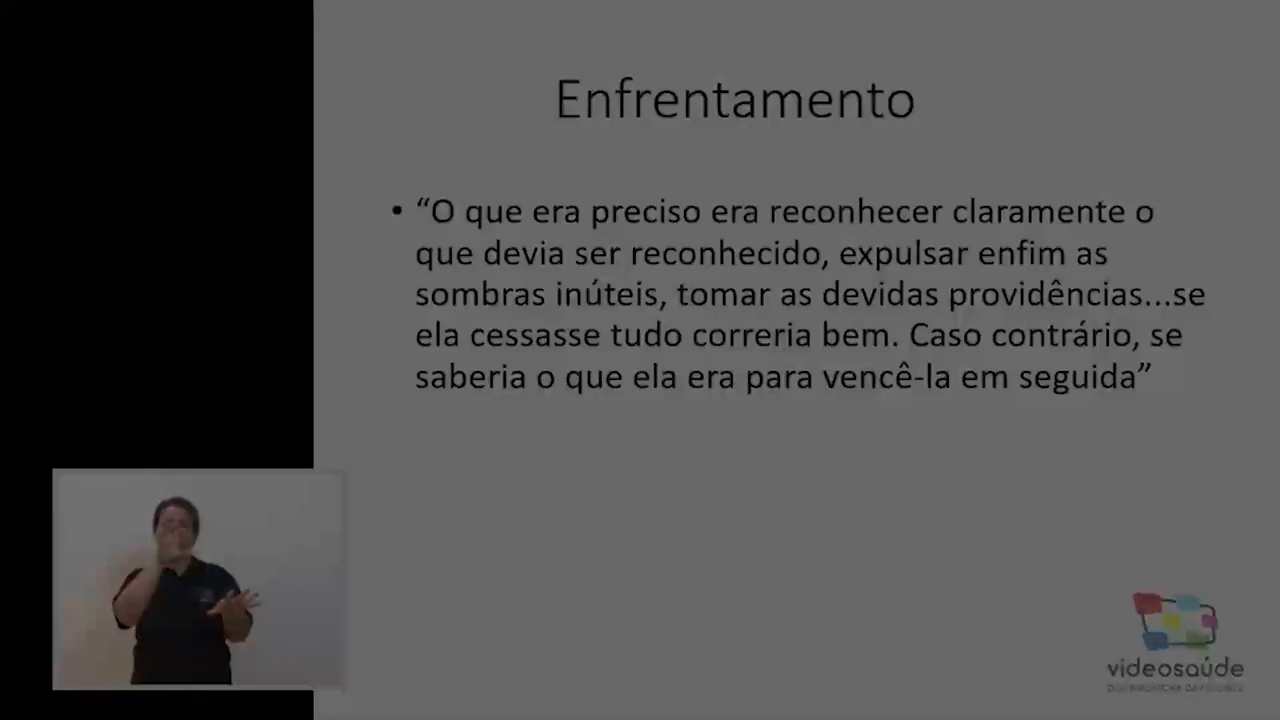 Enfrentamento
• “O que era preciso era reconhecer claramente o
que devia ser reconhecido, expulsar enfim as
sombras inúteis, tomar as devidas providências...se
ela cessasse tudo correria bem. Caso contrário, se
saberia o que ela era para vencê-la em seguida”
videosaúde